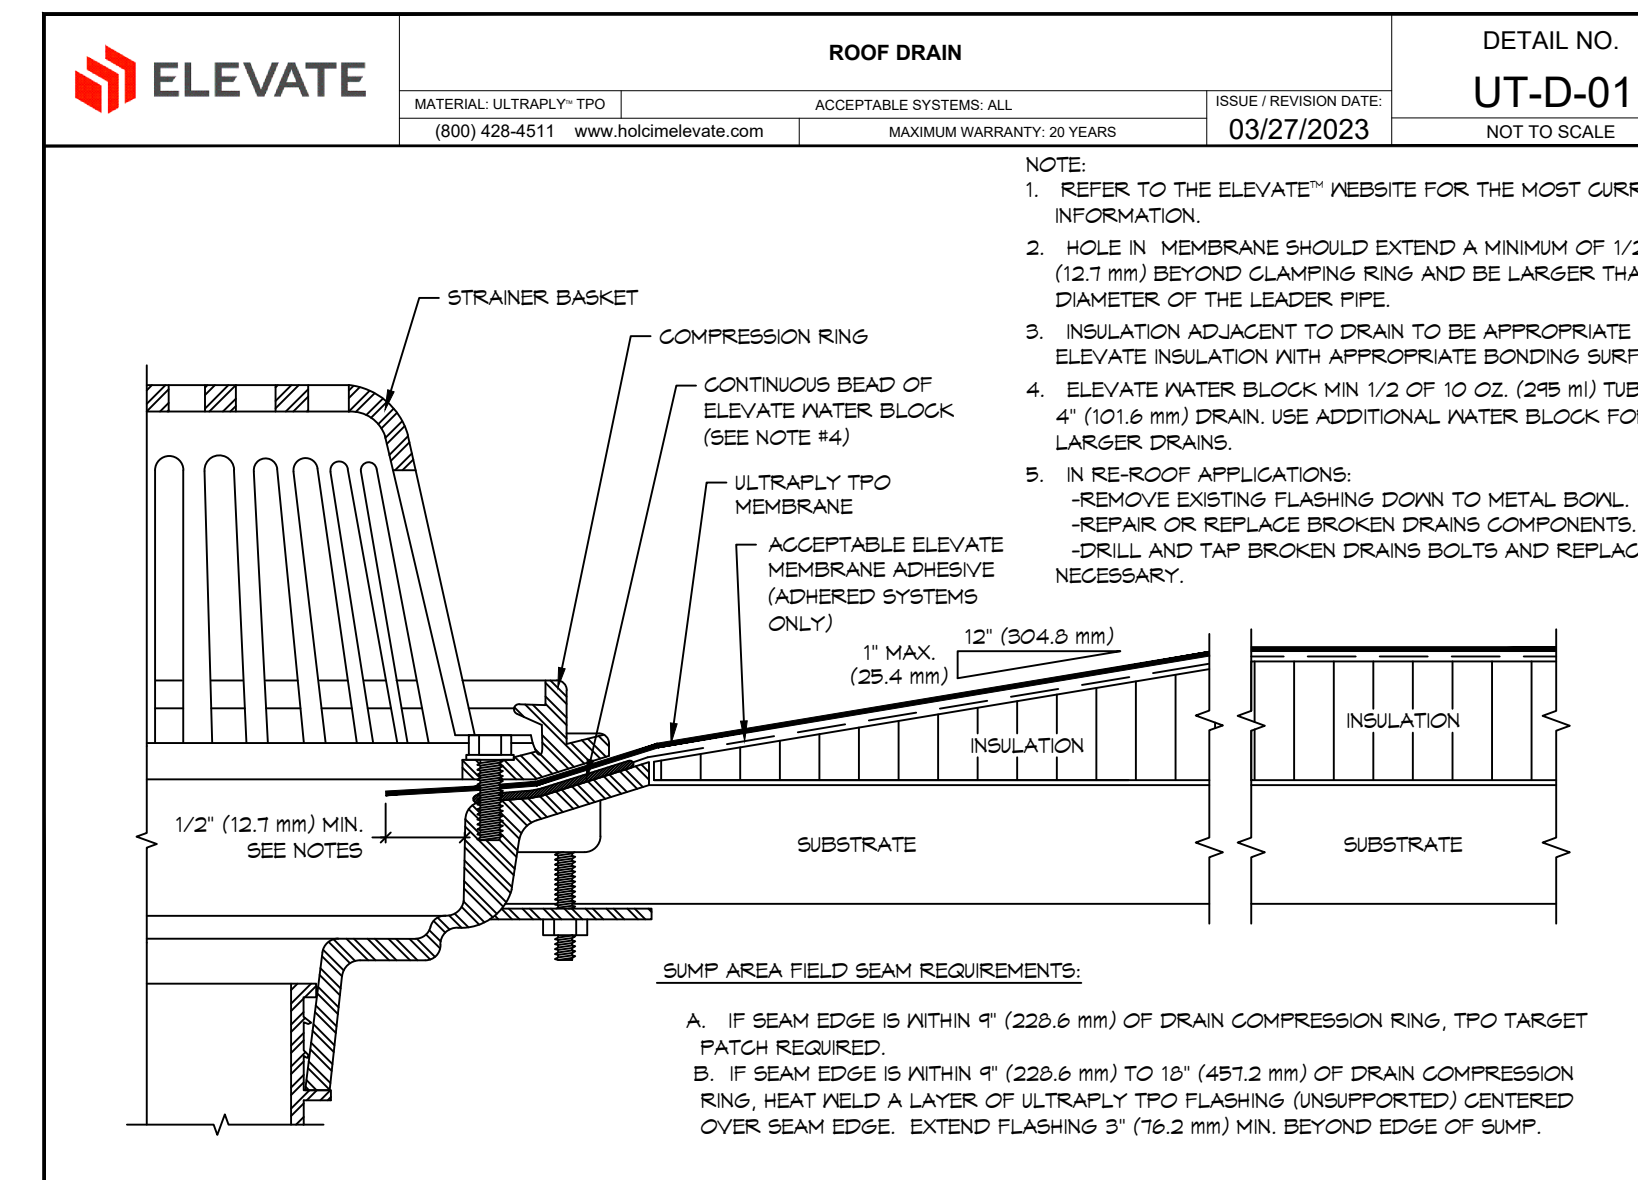 ELEVATE
ROOF DRAIN
MATERIAL: ULTRAPLY™ TPO
ACCEPTABLE SYSTEMS: ALL
(800) 428-4511 www.holcimelevate.com
MAXIMUM WARRANTY: 20 YEARS
ISSUE / REVISION DATE:
03/27/2023
DETAIL NO.
UT-D-01
NOT TO SCALE
NOTE:
1. REFER TO THE ELEVATE™ WEBSITE FOR THE MOST CURR
INFORMATION.
2. HOLE IN MEMBRANE SHOULD EXTEND A MINIMUM OF 1/2
(12.7 mm) BEYOND CLAMPING RING AND BE LARGER THA
DIAMETER OF THE LEADER PIPE.
3. INSULATION ADJACENT TO DRAIN TO BE APPROPRIATE
ELEVATE INSULATION WITH APPROPRIATE BONDING SURF
4. ELEVATE WATER BLOCK MIN 1/2 OF 10 OZ. (295 ml) TUB
4" (101.6 mm) DRAIN. USE ADDITIONAL WATER BLOCK FO
LARGER DRAINS.
5. IN RE-ROOF APPLICATIONS:
-REMOVE EXISTING FLASHING DOWN TO METAL BOWL.
-REPAIR OR REPLACE BROKEN DRAINS COMPONENTS.
-DRILL AND TAP BROKEN DRAINS BOLTS AND REPLAC
NECESSARY.
STRAINER BASKET
COMPRESSION RING
CONTINUOUS BEAD OF
ELEVATE WATER BLOCK
(SEE NOTE #4)
ULTRAPLY TPO
MEMBRANE
ACCEPTABLE ELEVATE
MEMBRANE ADHESIVE
(ADHERED SYSTEMS
ONLY)
12" (304.8 mm)
1" MAX.
(25.4 mm)
INSULATION
INSULATION
1/2" (12.7 mm) MIN.
SEE NOTES
SUBSTRATE
SUBSTRATE
SUMP AREA FIELD SEAM REQUIREMENTS:
A. IF SEAM EDGE IS WITHIN 9" (228.6 mm) OF DRAIN COMPRESSION RING, TPO TARGET
PATCH REQUIRED.
B. IF SEAM EDGE IS WITHIN 9" (228.6 mm) TO 18" (457.2 mm) OF DRAIN COMPRESSION
RING, HEAT WELD A LAYER OF ULTRAPLY TPO FLASHING (UNSUPPORTED) CENTERED
OVER SEAM EDGE. EXTEND FLASHING 3" (76.2 mm) MIN. BEYOND EDGE OF SUMP.